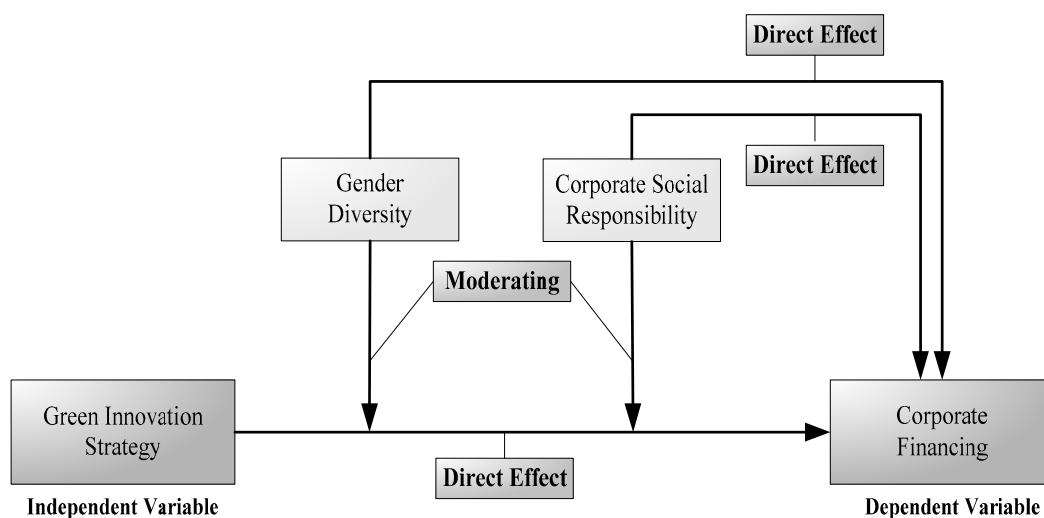 Direct Effect
Direct Effect
Gender
Diversity
Corporate Social
Responsibility
Moderating
Green Innovation
Strategy
Corporate
Financing
Direct Effect
Independent Variable
Dependent Variable